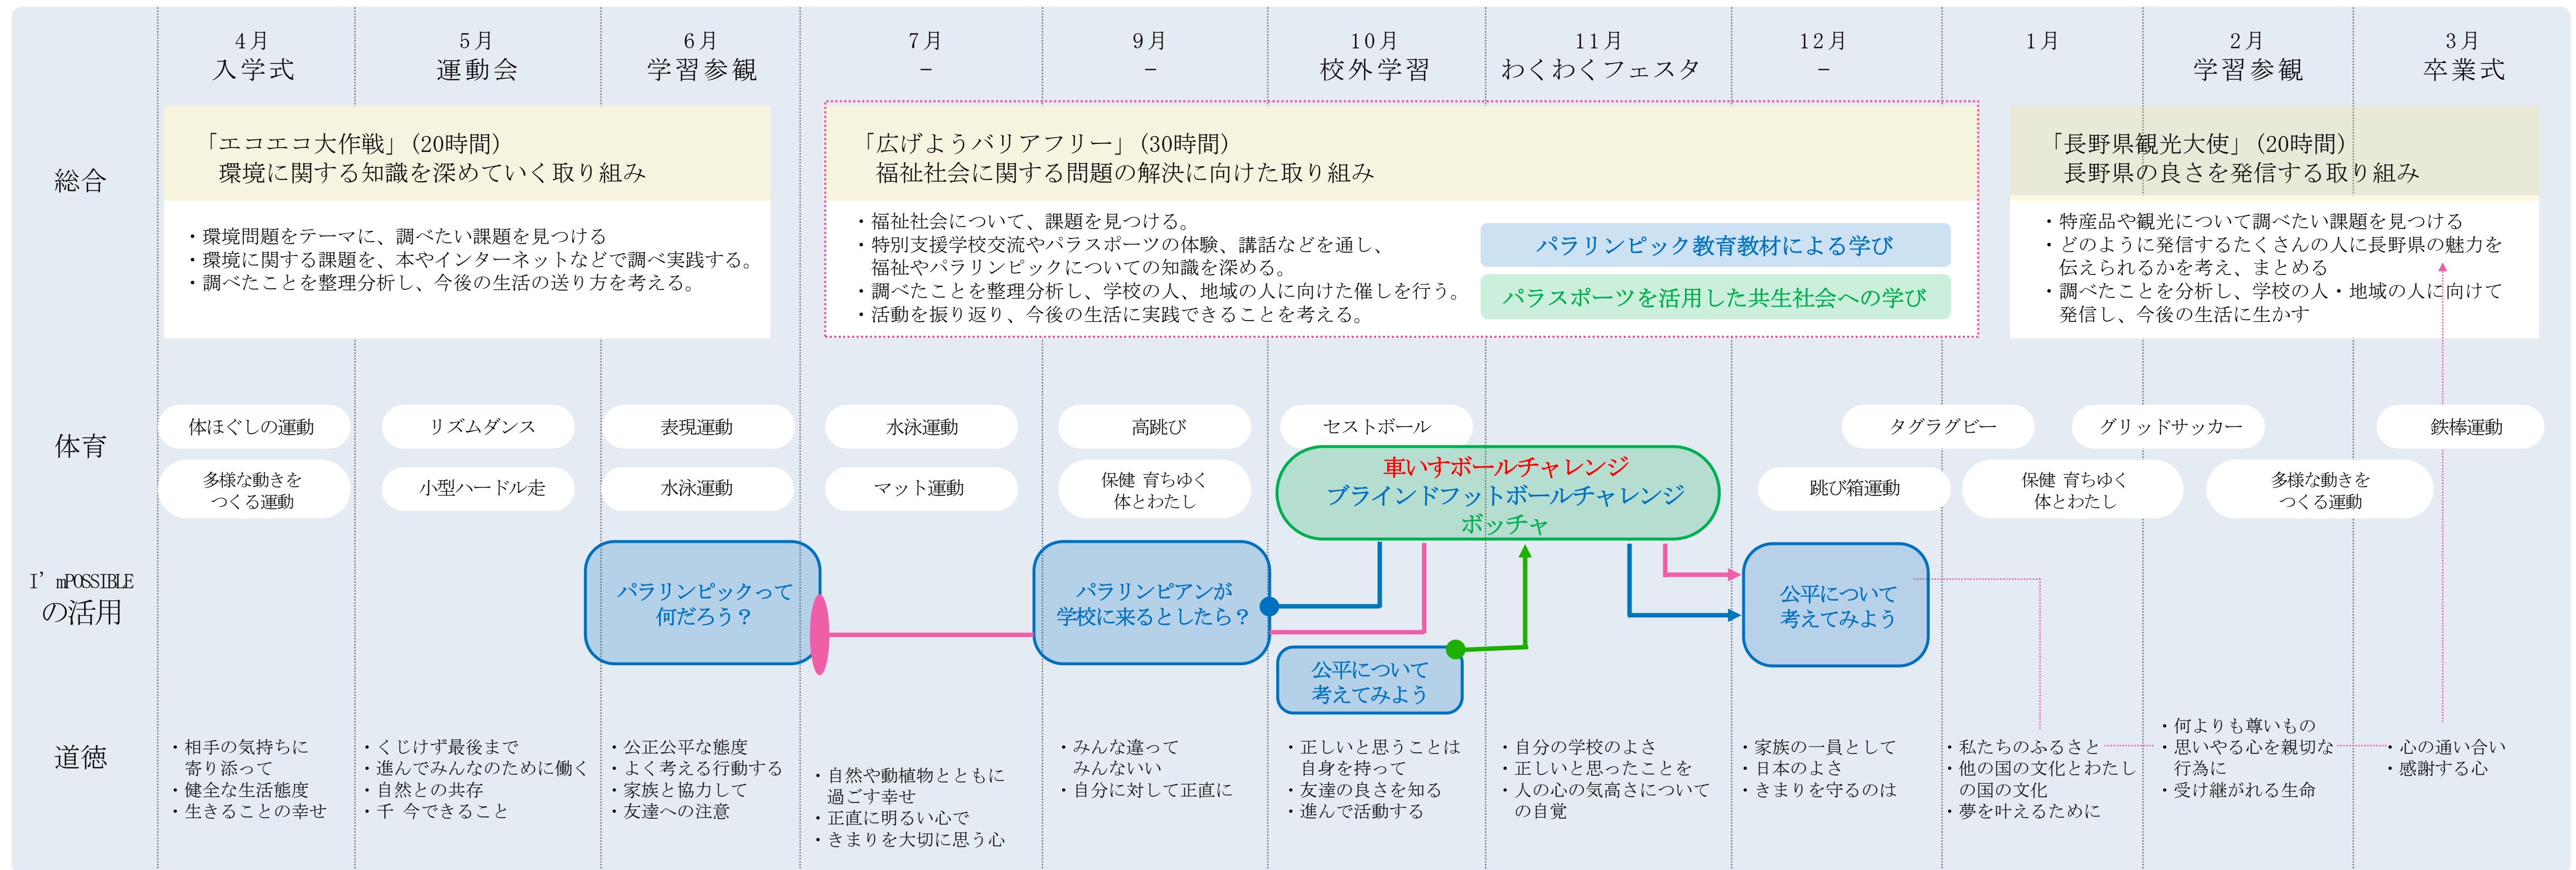 4月
入学式
5月
運動会
6月
学習参観
7月
－
9月
－
10月
校外学習
11月
わくわくフェスタ
12月
－
1月
2月
学習参観
3月
卒業式
総合
「エコエコ大作戦」(20時間)
環境に関する知識を深めていく取り組み
・環境問題をテーマに、調べたい課題を見つける
・環境に関する課題を、本やインターネットなどで調べ実践する。
・調べたことを整理分析し、今後の生活の送り方を考える。
「広げようバリアフリー」(30時間)
福祉社会に関する問題の解決に向けた取り組み
・福祉社会について、課題を見つける。
・特別支援学校交流やパラスポーツの体験、講話などを通し、
福祉やパラリンピックについての知識を深める。
・調べたことを整理分析し、学校の人、地域の人に向けた催しを行う。
・活動を振り返り、今後の生活に実践できることを考える。
パラリンピック教育教材による学び
パラスポーツを活用した共生社会への学び
「長野県観光大使」(20時間)
長野県の良さを発信する取り組み
・特産品や観光について調べたい課題を見つける
・どのように発信するたくさんの人に長野県の魅力を
伝えられるかを考え、まとめる
・調べたことを分析し、学校の人・地域の人に向けて
発信し、今後の生活に生かす
体育
体ほぐしの運動
多様な動きを
つくる運動
リズムダンス
小型ハードル走
表現運動
水泳運動
水泳運動
マット運動
高跳び
保健 育ちゆく
体とわたし
セストボール
車いすボールチャレンジ
ブラインドフットボールチャレンジ
ボッチャ
跳び箱運動
タグラグビー
保健 育ちゆく
体とわたし
グリッドサッカー
多様な動きを
つくる運動
鉄棒運動
I'mPOSSIBLE
の活用
パラリンピックって
何だろう？
パラリンピアンが
学校に来るとしたら？
公平について
考えてみよう
公平について
考えてみよう
道徳
・相手の気持ちに
寄り添って
・健全な生活態度
・生きることの幸せ
・くじけず最後まで
・進んでみんなのために働く
・自然との共存
・千 今できること
・公正公平な態度
・よく考える行動する
・家族と協力して
・友達への注意
・自然や動植物とともに
過ごす幸せ
・正直に明るい心で
・きまりを大切に思う心
・みんな違って
みんないい
・自分に対して正直に
・正しいと思うことは
自身を持って
・友達の良さを知る
・進んで活動する
・自分の学校のよさ
・正しいと思ったことを
・人の心の気高さについて
の自覚
・家族の一員として
・日本のよさ
・きまりを守るのは
・私たちのふるさと
・他の国の文化とわたし
の国の文化
・夢を叶えるために
・何よりも尊いもの
・思いやる心を親切な
行為に
・受け継がれる生命
・心の通い合い
・感謝する心